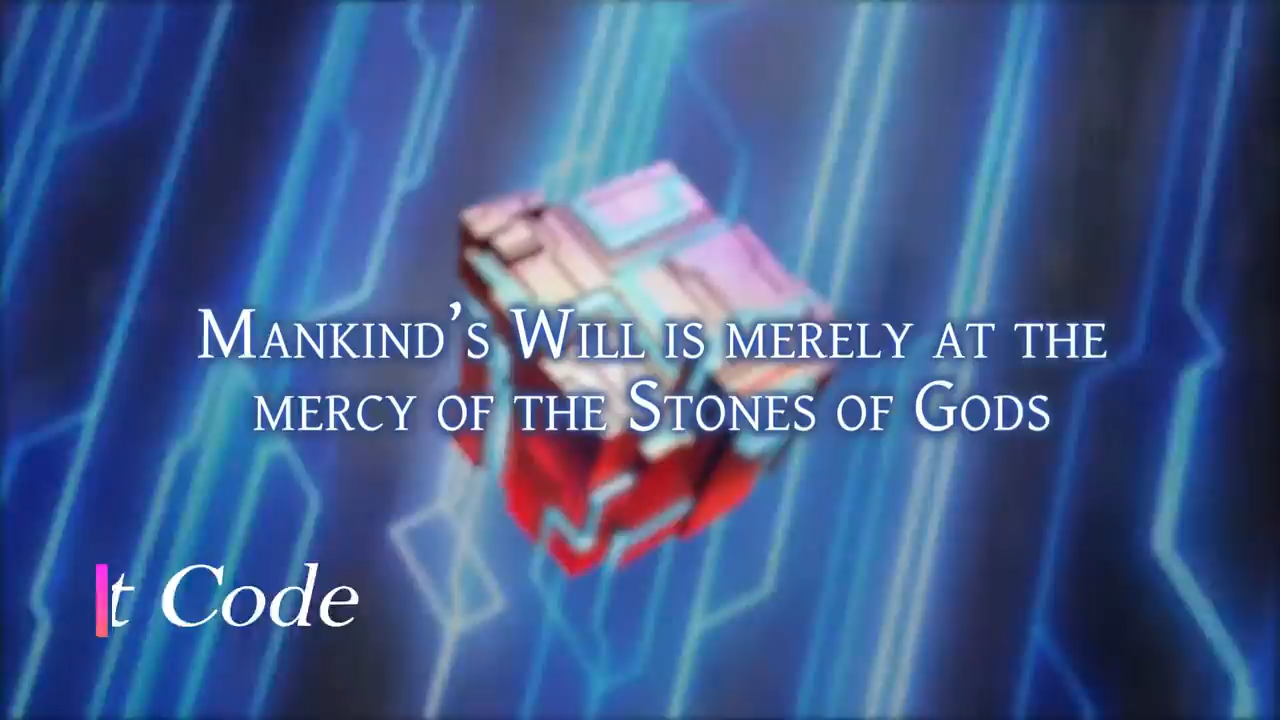 Mankind's Will is merely at the
mercy of the Stones of Gods
t Code